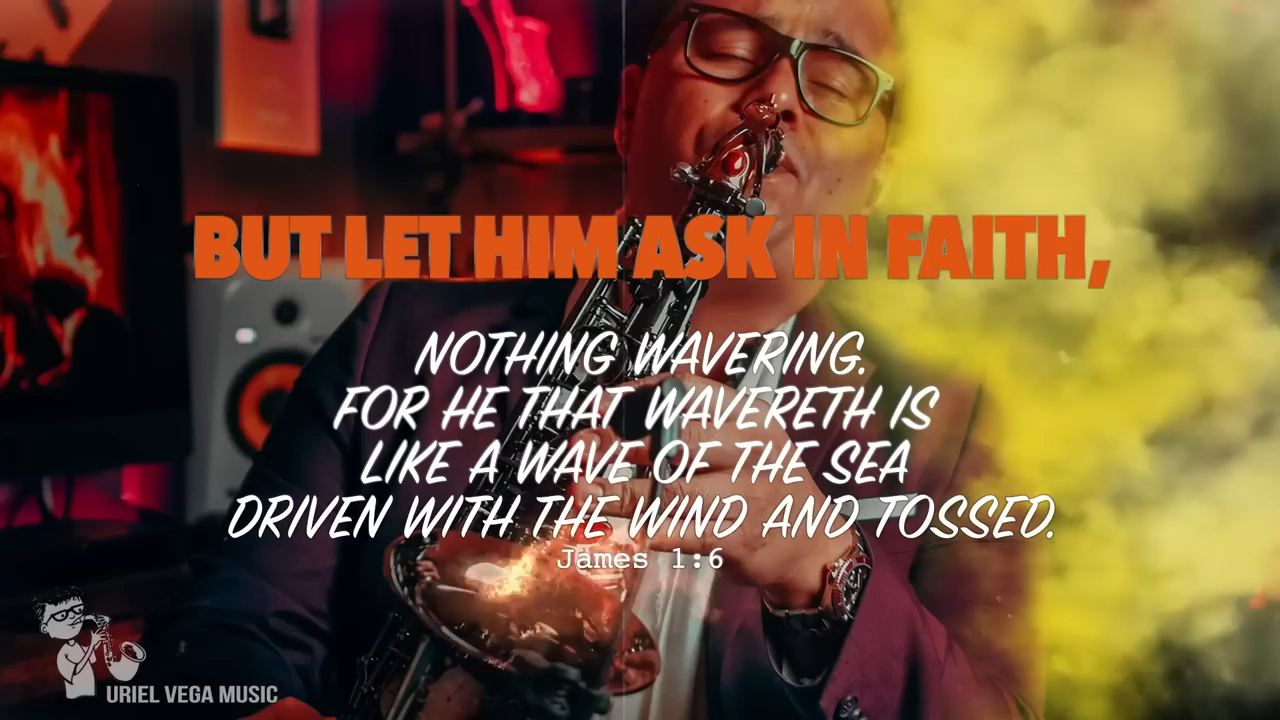 BUT LET HIM ASK IN FAITH,
NOTHING WAVERING.
FOR HE THAT WAVERETH IS
LIKE A WAVE OF THE SEA
DRIVEN WITH THE WIND AND TOSSED.
James 1:6
URIEL VEGA MUSIC